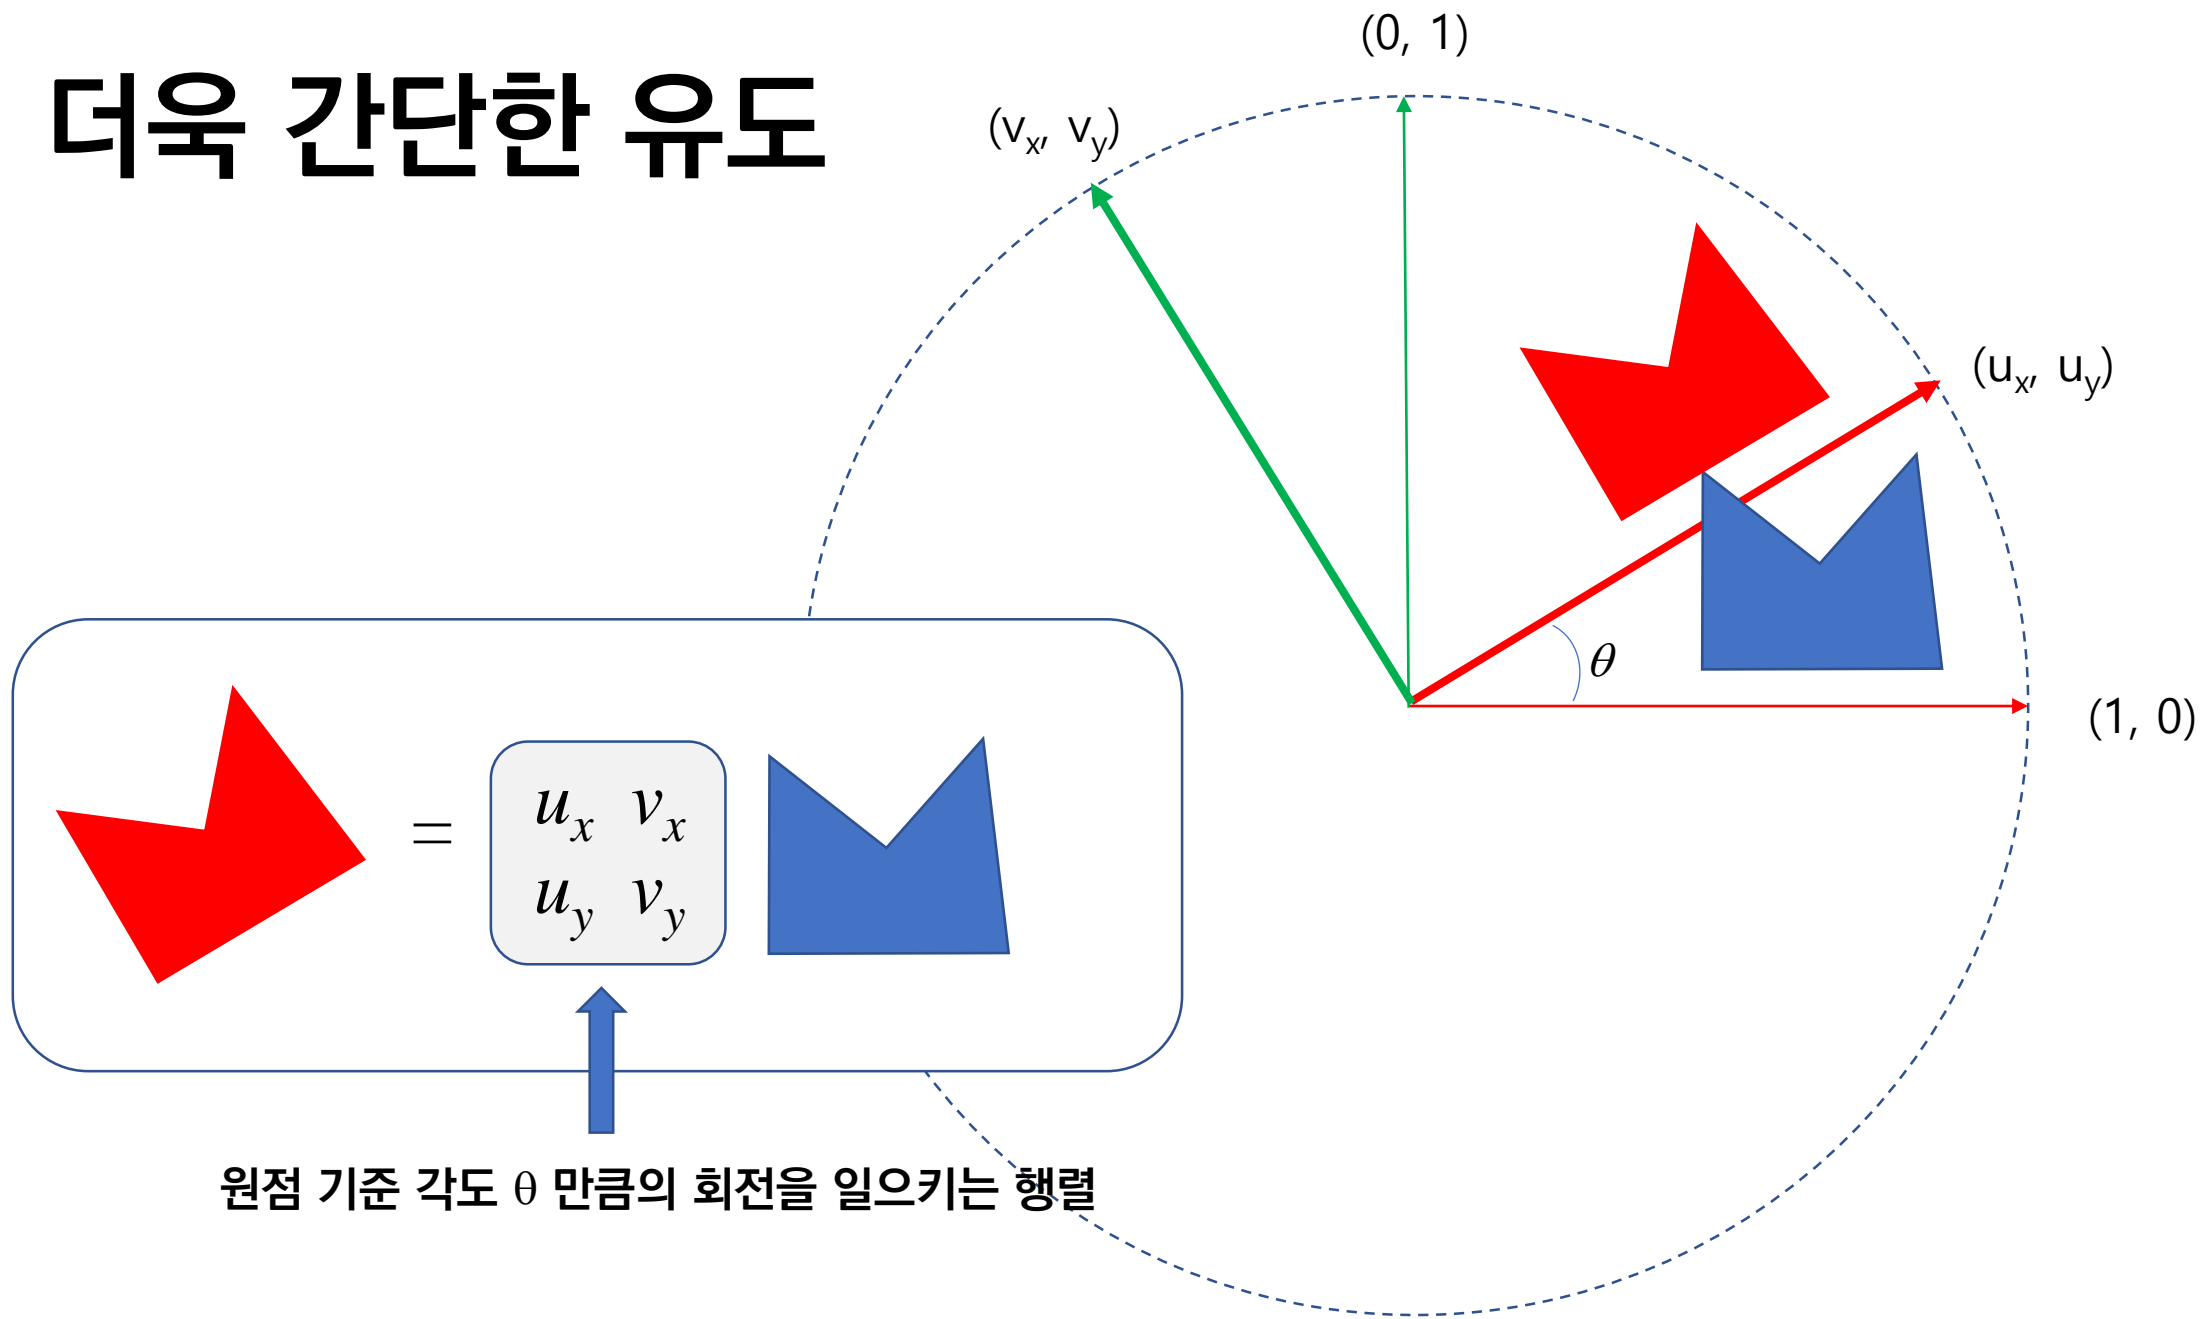 더욱 간단한 유도
(0, 1)
(vx, vy)
(ux, uy)
θ
(1, 0)
= ux vx
uy vy
원점 기준 각도 θ 만큼의 회전을 일으키는 행렬